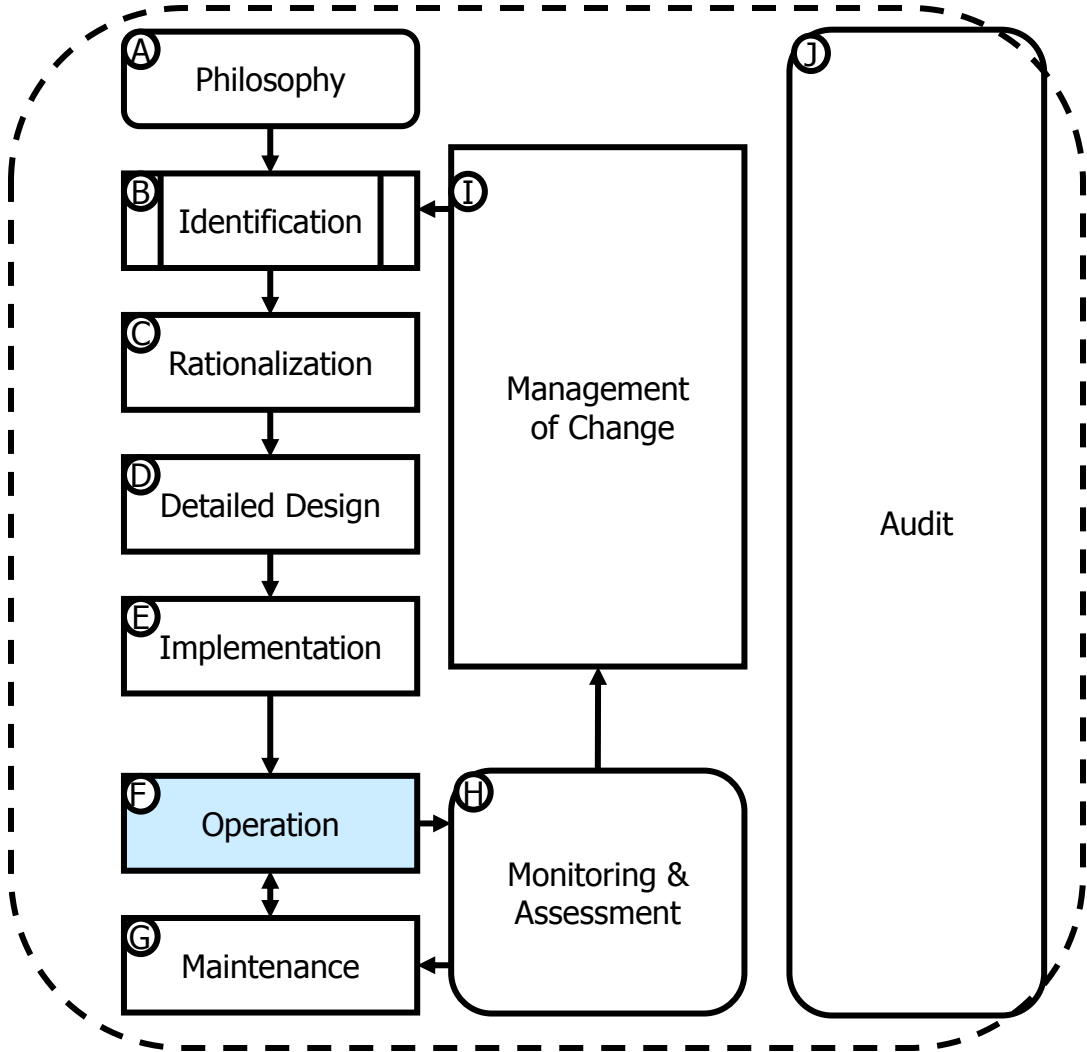 A
Philosophy
B
Identification
C
Rationalization
D
Detailed Design
E
Implementation
F
Operation
G
Maintenance
H
Monitoring &
Assessment
I
Management
of Change
J
Audit